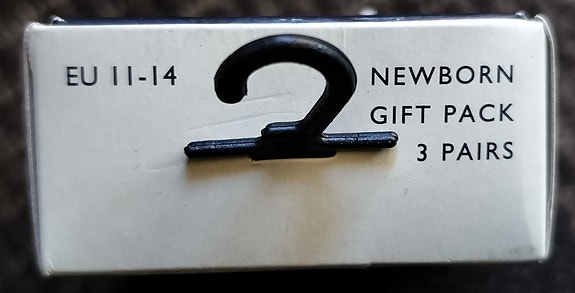 EU 11-14
NEWBORN
GIFT PACK
3 PAIRS